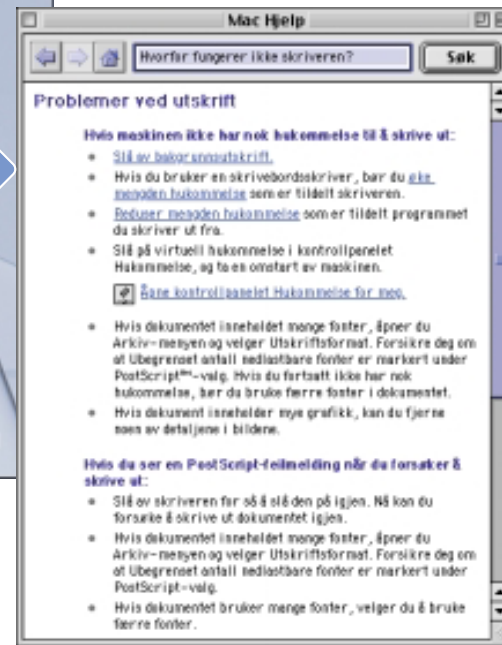 Mac Hjelp
Hvorfor fungerer ikke skriveren?
Søk
Problemer ved utskrift
Hvis maskinen ikke har nok hukommelse til å skrive ut:
Slå av bakgrunnsutskrift.
Hvis du bruker en skrivebordsskriver, bør du øke
mengden hukommelse som er tildelt skriveren.
Reduser mengden hukommelse som er tildelt programmet
du skriver ut fra.
Slå på virtuell hukommelse i kontrollpanelet
Hukommelse, og ta en omstart av maskinen.
Åpne kontrollpanelet Hukommelse for meg.
Hvis dokumentet inneholdet mange fonter, åpner du
Arkiv-menyen og velger Utskriftsformat. Forsikre deg om
at Ubegrenset antall nedlastbare fonter er markert under
PostScript™-valg. Hvis du fortsatt ikke har nok
hukommelse, bør du bruke færre fonter i dokumentet.
Hvis dokument inneholder mye grafikk, kan du fjerne
noen av detaljene i bildene.
Hvis du ser en PostScript-feilmelding når du forsøker å
skrive ut:
Slå av skriveren for så å slå den på igjen. Nå kan du
forsøke å skrive ut dokumentet igjen.
Hvis dokumentet inneholdet mange fonter, åpner du
Arkiv-menyen og velger Utskriftsformat. Forsikre deg om
at Ubegrenset antall nedlastbare fonter er markert under
PostScript-valg.
Hvis dokumentet bruker mange fonter, velger du å bruke
færre fonter.